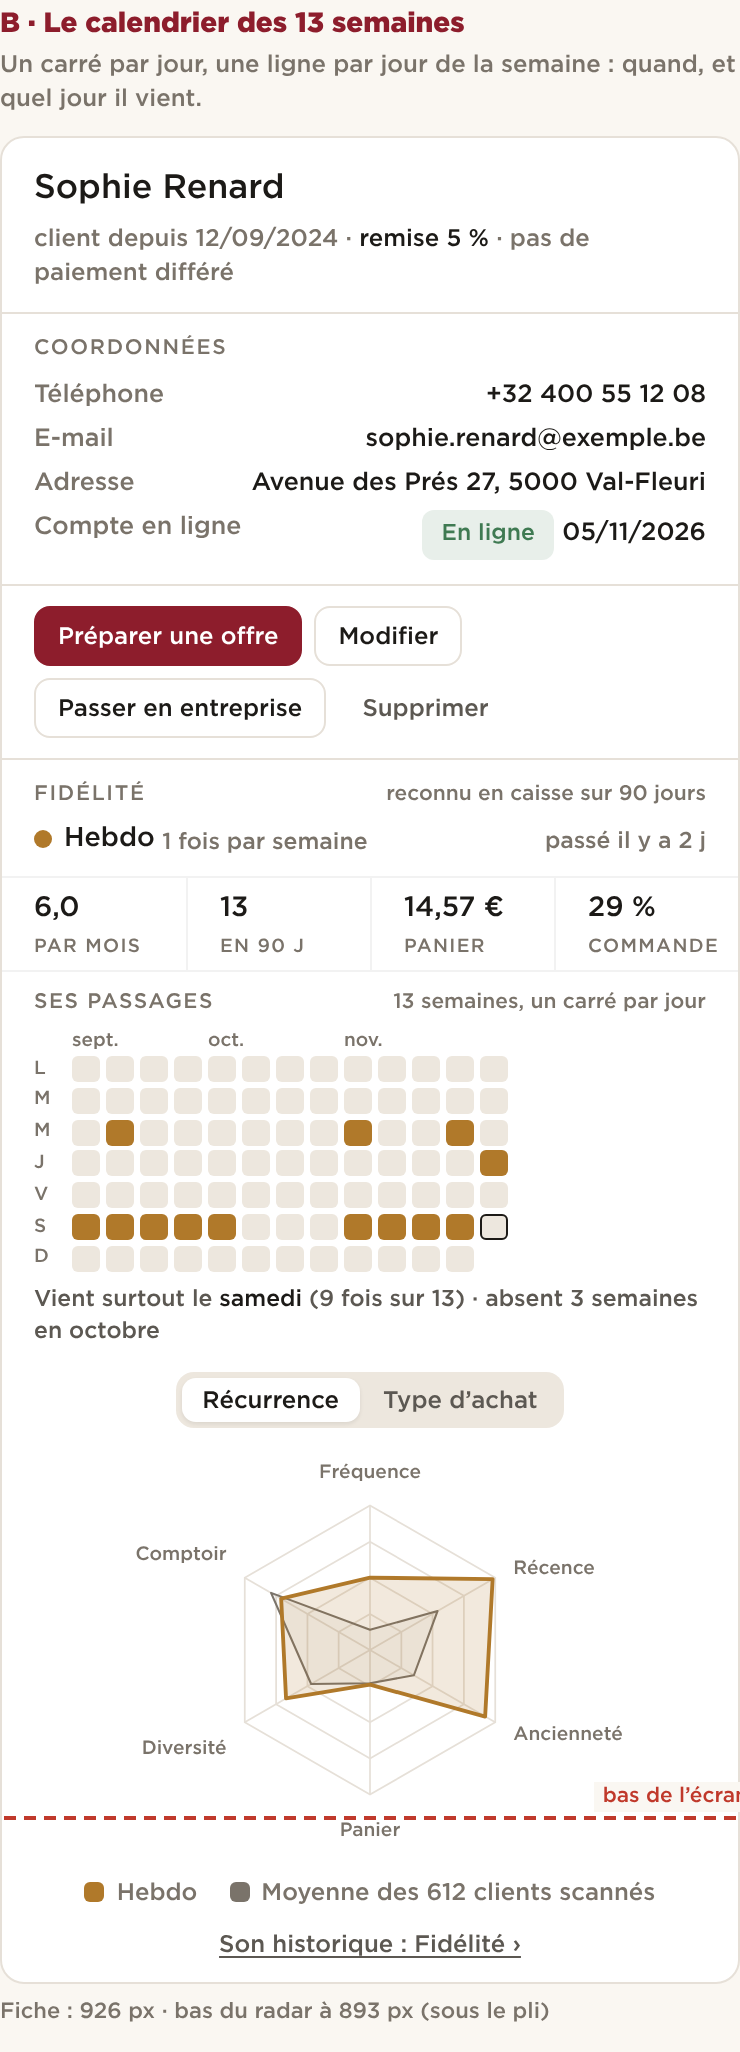 B · Le calendrier des 13 semaines
Un carré par jour, une ligne par jour de la semaine : quand, et
quel jour il vient.
Sophie Renard
client depuis 12/09/2024 · remise 5 % · pas de
paiement différé
COORDONNÉES
Téléphone +32 400 55 12 08
E-mail sophie.renard@exemple.be
Adresse Avenue des Prés 27, 5000 Val-Fleuri
Compte en ligne En ligne 05/11/2026
Préparer une offre Modifier
Passer en entreprise Supprimer
FIDÉLITÉ reconnu en caisse sur 90 jours
Hebdo 1 fois par semaine passé il y a 2 j
6,0 13 14,57 € 29 %
PAR MOIS EN 90 J PANIER COMMANDE
SES PASSAGES 13 semaines, un carré par jour
sept. oct. nov.
L
M
M
J
V
S
D
Vient surtout le samedi (9 fois sur 13) · absent 3 semaines
en octobre
Récurrence Type d’achat
Fréquence
Comptoir
Récence
Ancienneté
Diversité
bas de l’écran
Panier
Hebdo Moyenne des 612 clients scannés
Son historique : Fidélité ›
Fiche : 926 px · bas du radar à 893 px (sous le pli)